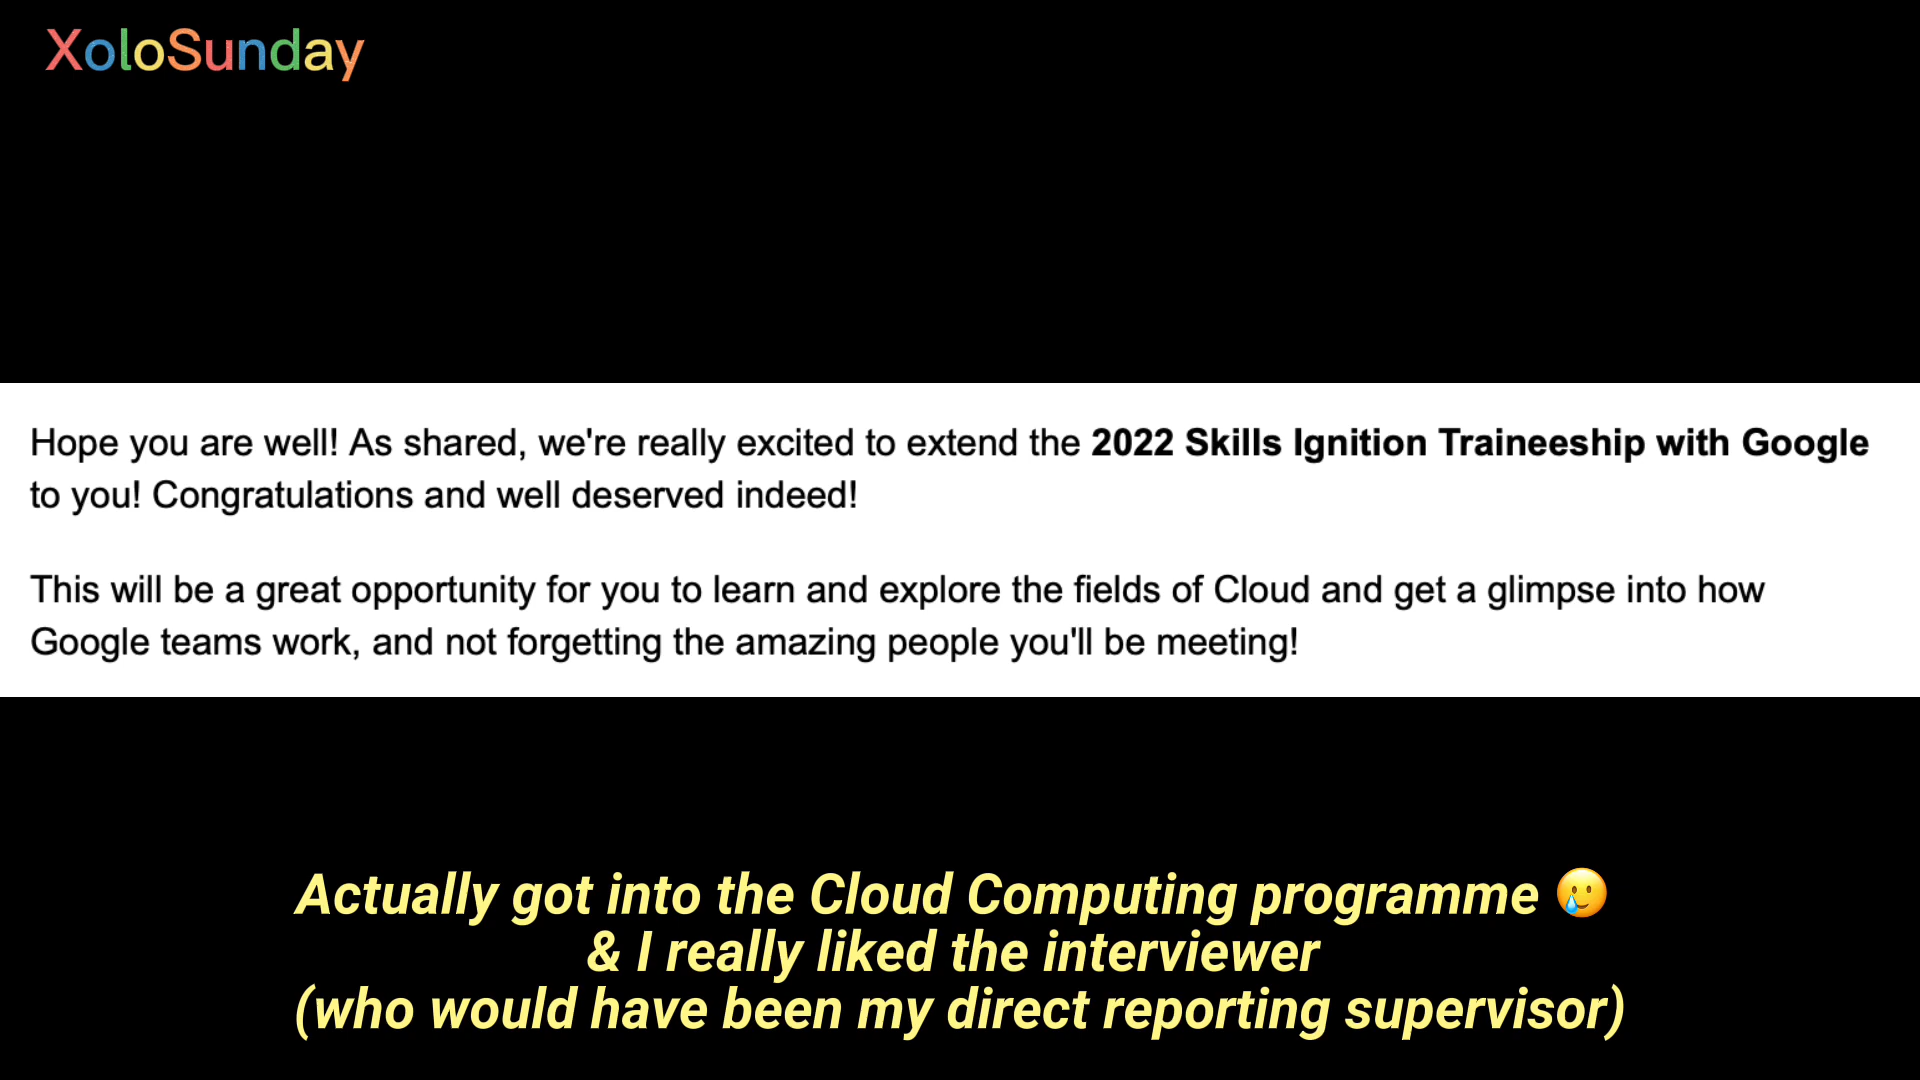 XoloSunday
Hope you are well! As shared, we're really excited to extend the 2022 Skills Ignition Traineeship with Google
to you! Congratulations and well deserved indeed!
This will be a great opportunity for you to learn and explore the fields of Cloud and get a glimpse into how
Google teams work, and not forgetting the amazing people you'll be meeting!
Actually got into the Cloud Computing programme 🥲
& I really liked the interviewer
(who would have been my direct reporting supervisor)